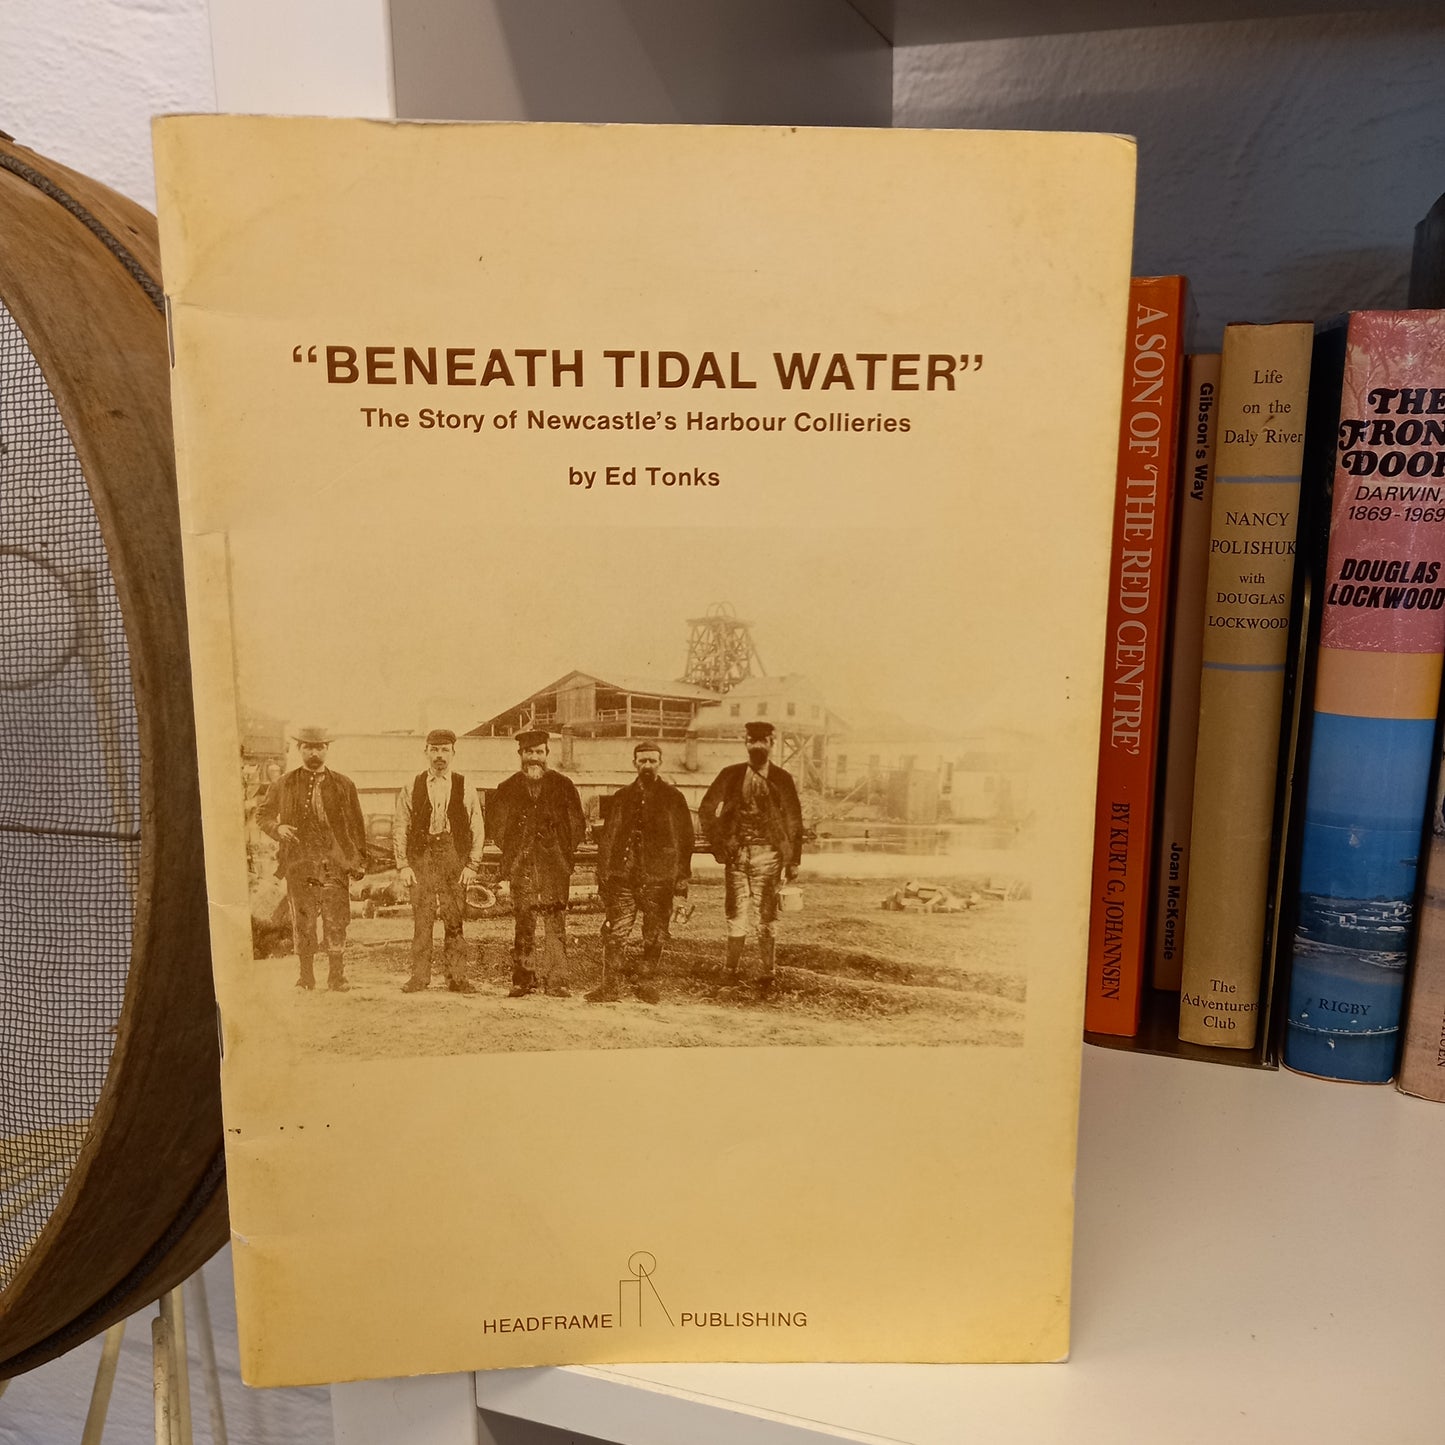 “BENEATH TIDAL WATER”
The Story of Newcastle’s Harbour Collieries
by Ed Tonks
HEADFRAME PUBLISHING
A SON OF ‘THE RED CENTRE’
BY KURT G. JOHANNSEN
Gibson's Way
Joan McKenzie
Life
on the
Daly River
NANCY
POLISHUK
with
DOUGLAS
LOCKWOOD
The
Adventurers
Club
THE
FRON
DOOR
DARWIN,
1869-1969
DOUGLAS
LOCKWOOD
RIGBY